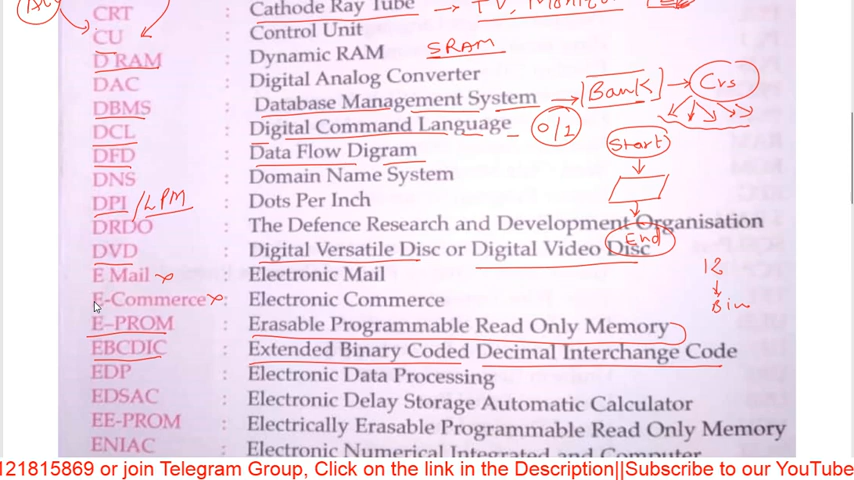 CRT : Cathode Ray Tube → TV, Monitor
CU : Control Unit
D RAM : Dynamic RAM SRAM
DAC : Digital Analog Converter
DBMS : Database Management System → Bank → Crs
DCL : Digital Command Language 0/1
DFD : Data Flow Digram Start
DNS : Domain Name System
DPI /LPM : Dots Per Inch
DRDO : The Defence Research and Development Organisation
DVD : Digital Versatile Disc or Digital Video Disc End
E Mail : Electronic Mail 12
E-Commerce : Electronic Commerce Bin
E-PROM : Erasable Programmable Read Only Memory
EBCDIC : Extended Binary Coded Decimal Interchange Code
EDP : Electronic Data Processing
EDSAC : Electronic Delay Storage Automatic Calculator
EE-PROM : Electrically Erasable Programmable Read Only Memory
ENIAC : Electronic Numerical Integrated and Computer
121815869 or join Telegram Group, Click on the link in the Description||Subscribe to our YouTube